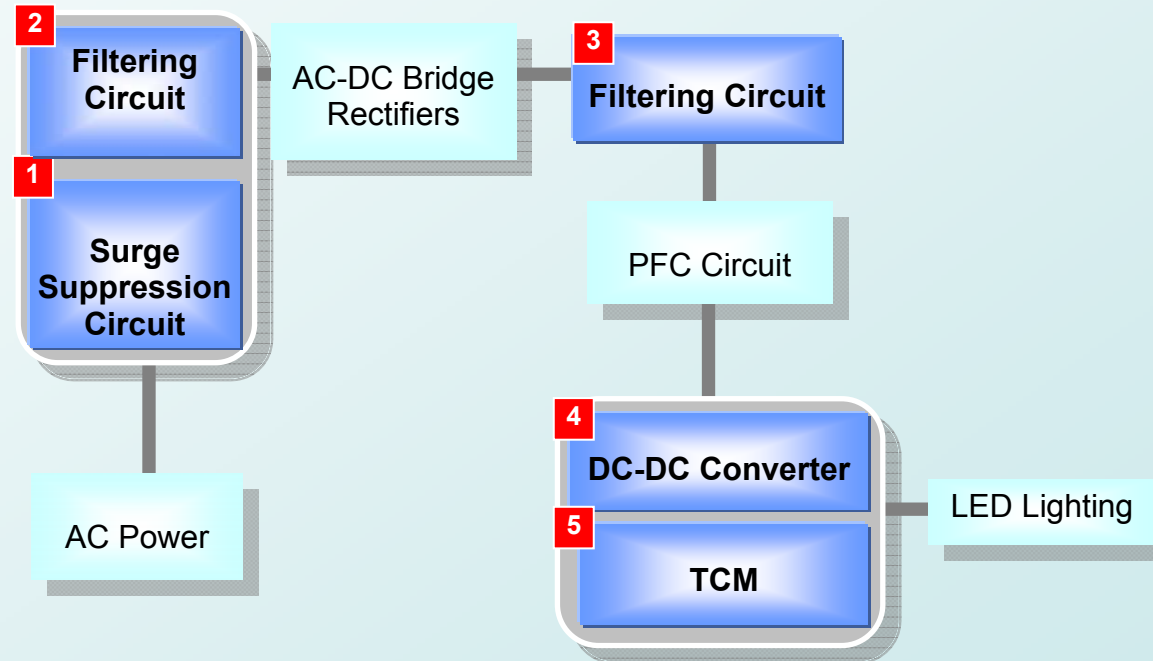 2
Filtering
Circuit
1
Surge
Suppression
Circuit
AC Power
AC-DC Bridge
Rectifiers
3
Filtering Circuit
PFC Circuit
4
DC-DC Converter
5
TCM
LED Lighting